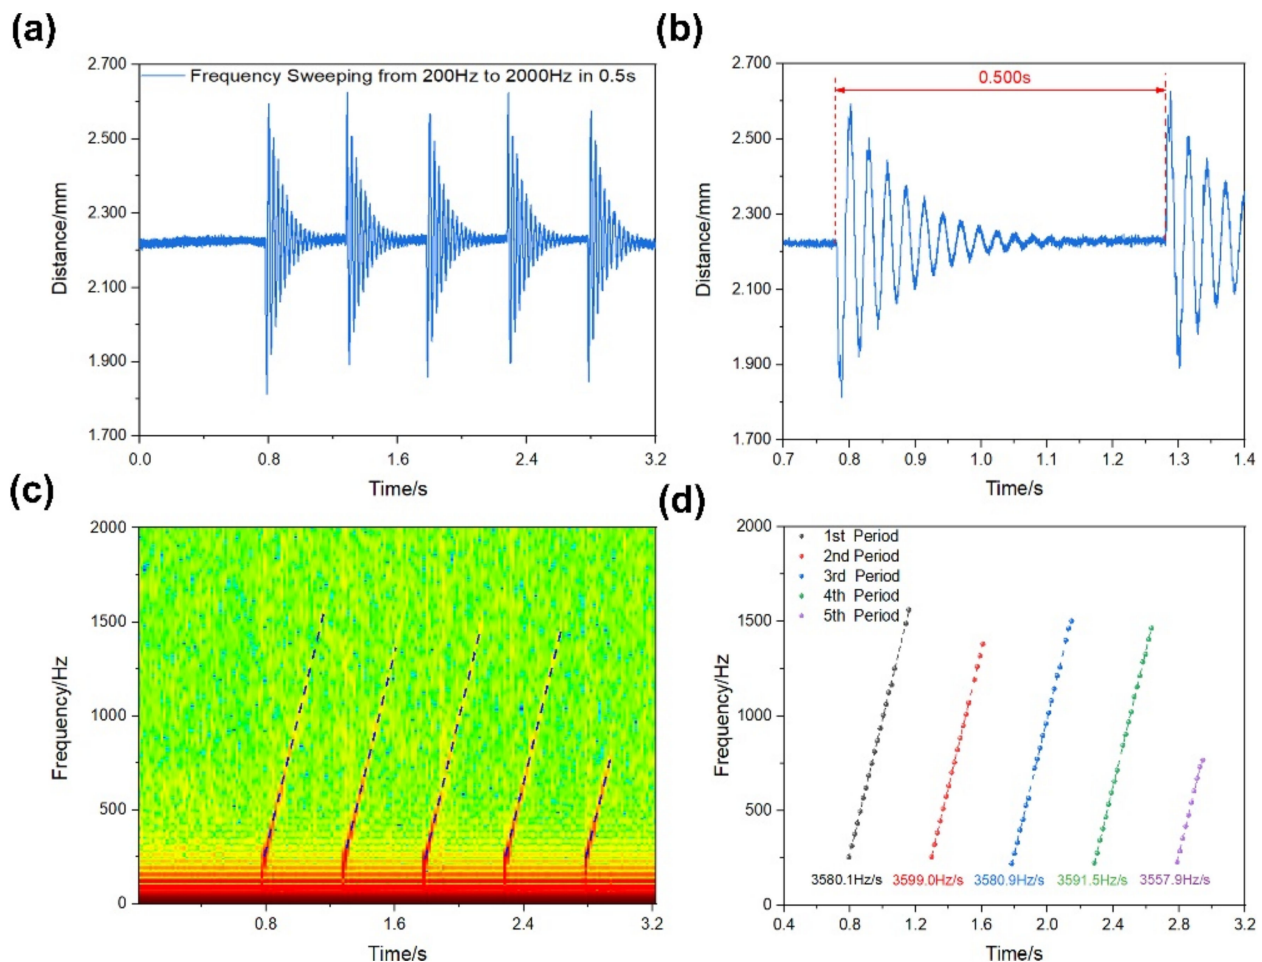 (a)
Frequency Sweeping from 200Hz to 2000Hz in 0.5s
2.700
2.500
2.300
2.100
1.900
1.700
Distance/mm
0.0
0.8
1.6
2.4
3.2
Time/s
(b)
0.500s
2.700
2.500
2.300
2.100
1.900
1.700
Distance/mm
0.7
0.8
0.9
1.0
1.1
1.2
1.3
1.4
Time/s
(c)
2000
1500
1000
500
0
Frequency/Hz
0.8
1.6
2.4
3.2
Time/s
(d)
1st Period
2nd Period
3rd Period
4th Period
5th Period
2000
1500
1000
500
0
Frequency/Hz
3580.1Hz/s
3599.0Hz/s
3580.9Hz/s
3591.5Hz/s
3557.9Hz/s
0.4
0.8
1.2
1.6
2.0
2.4
2.8
3.2
Time/s